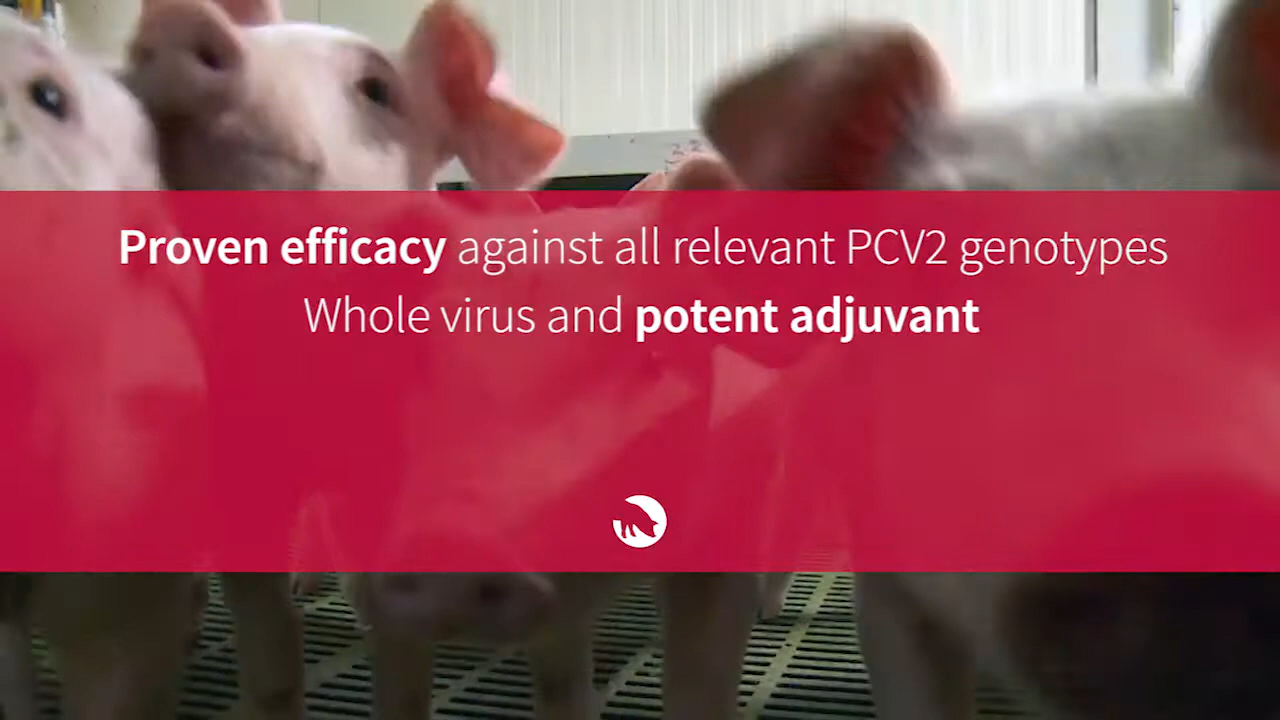 Proven efficacy against all relevant PCV2 genotypes
Whole virus and potent adjuvant